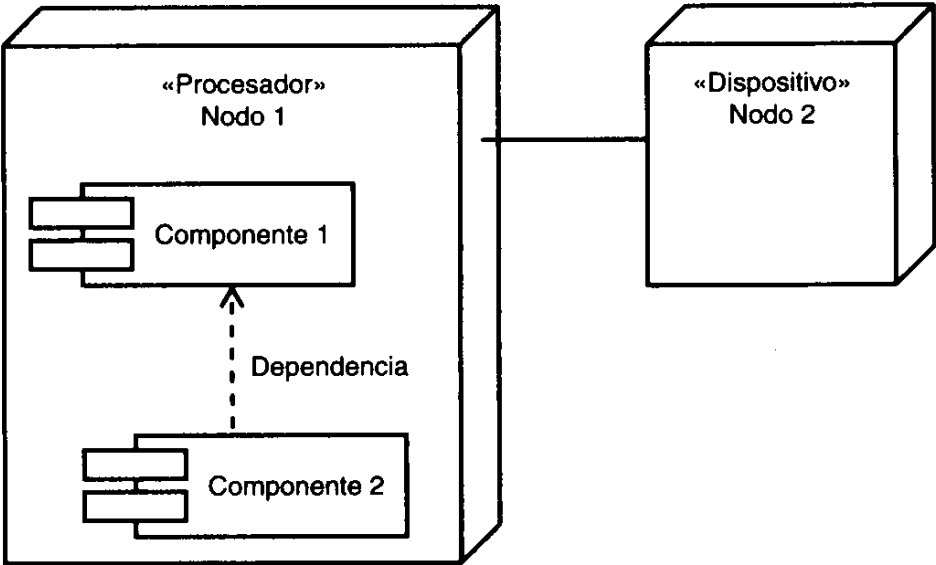 «Procesador»
Nodo 1
Componente 1
Dependencia
Componente 2
«Dispositivo»
Nodo 2